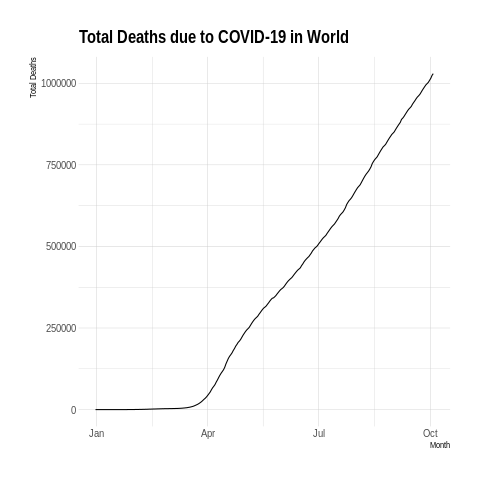 Total Deaths due to COVID-19 in World
Total Deaths
1000000
750000
500000
250000
0
Jan Apr Jul Oct
Month